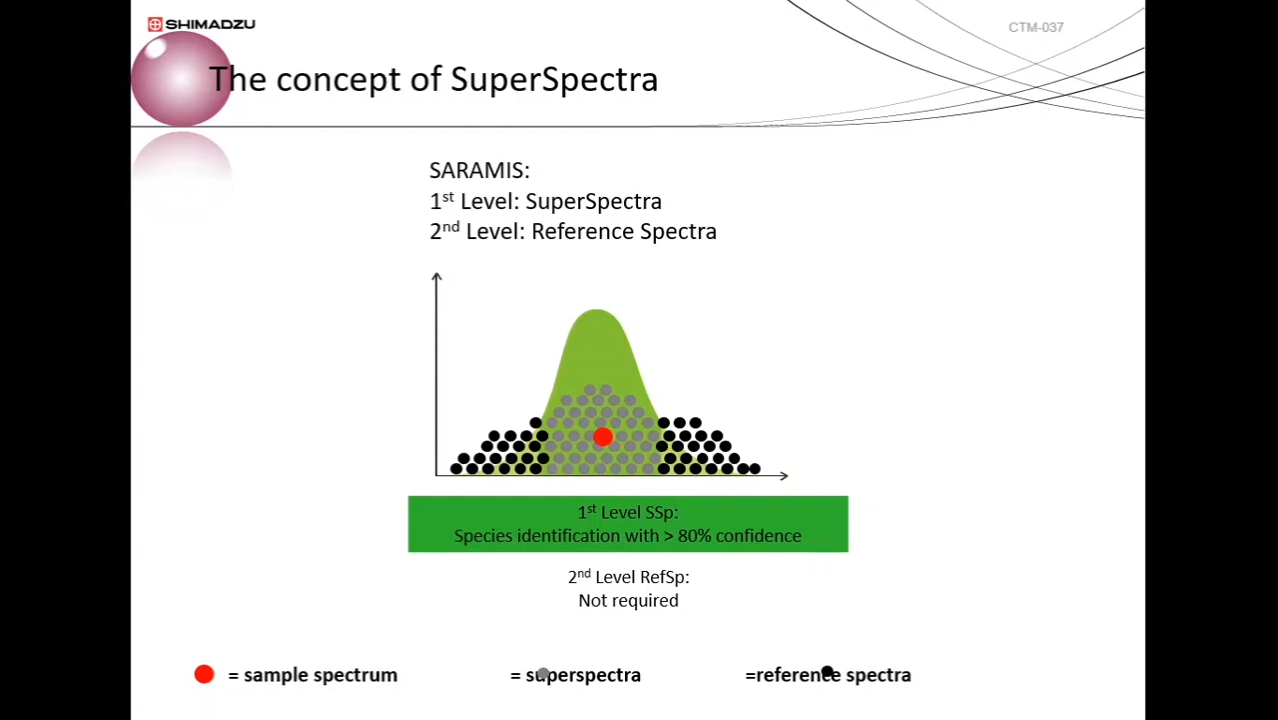 SHIMADZU
CTM-037
The concept of SuperSpectra
SARAMIS:
1st Level: SuperSpectra
2nd Level: Reference Spectra
1st Level SSp:
Species identification with > 80% confidence
2nd Level RefSp:
Not required
= sample spectrum
= superspectra
=reference spectra